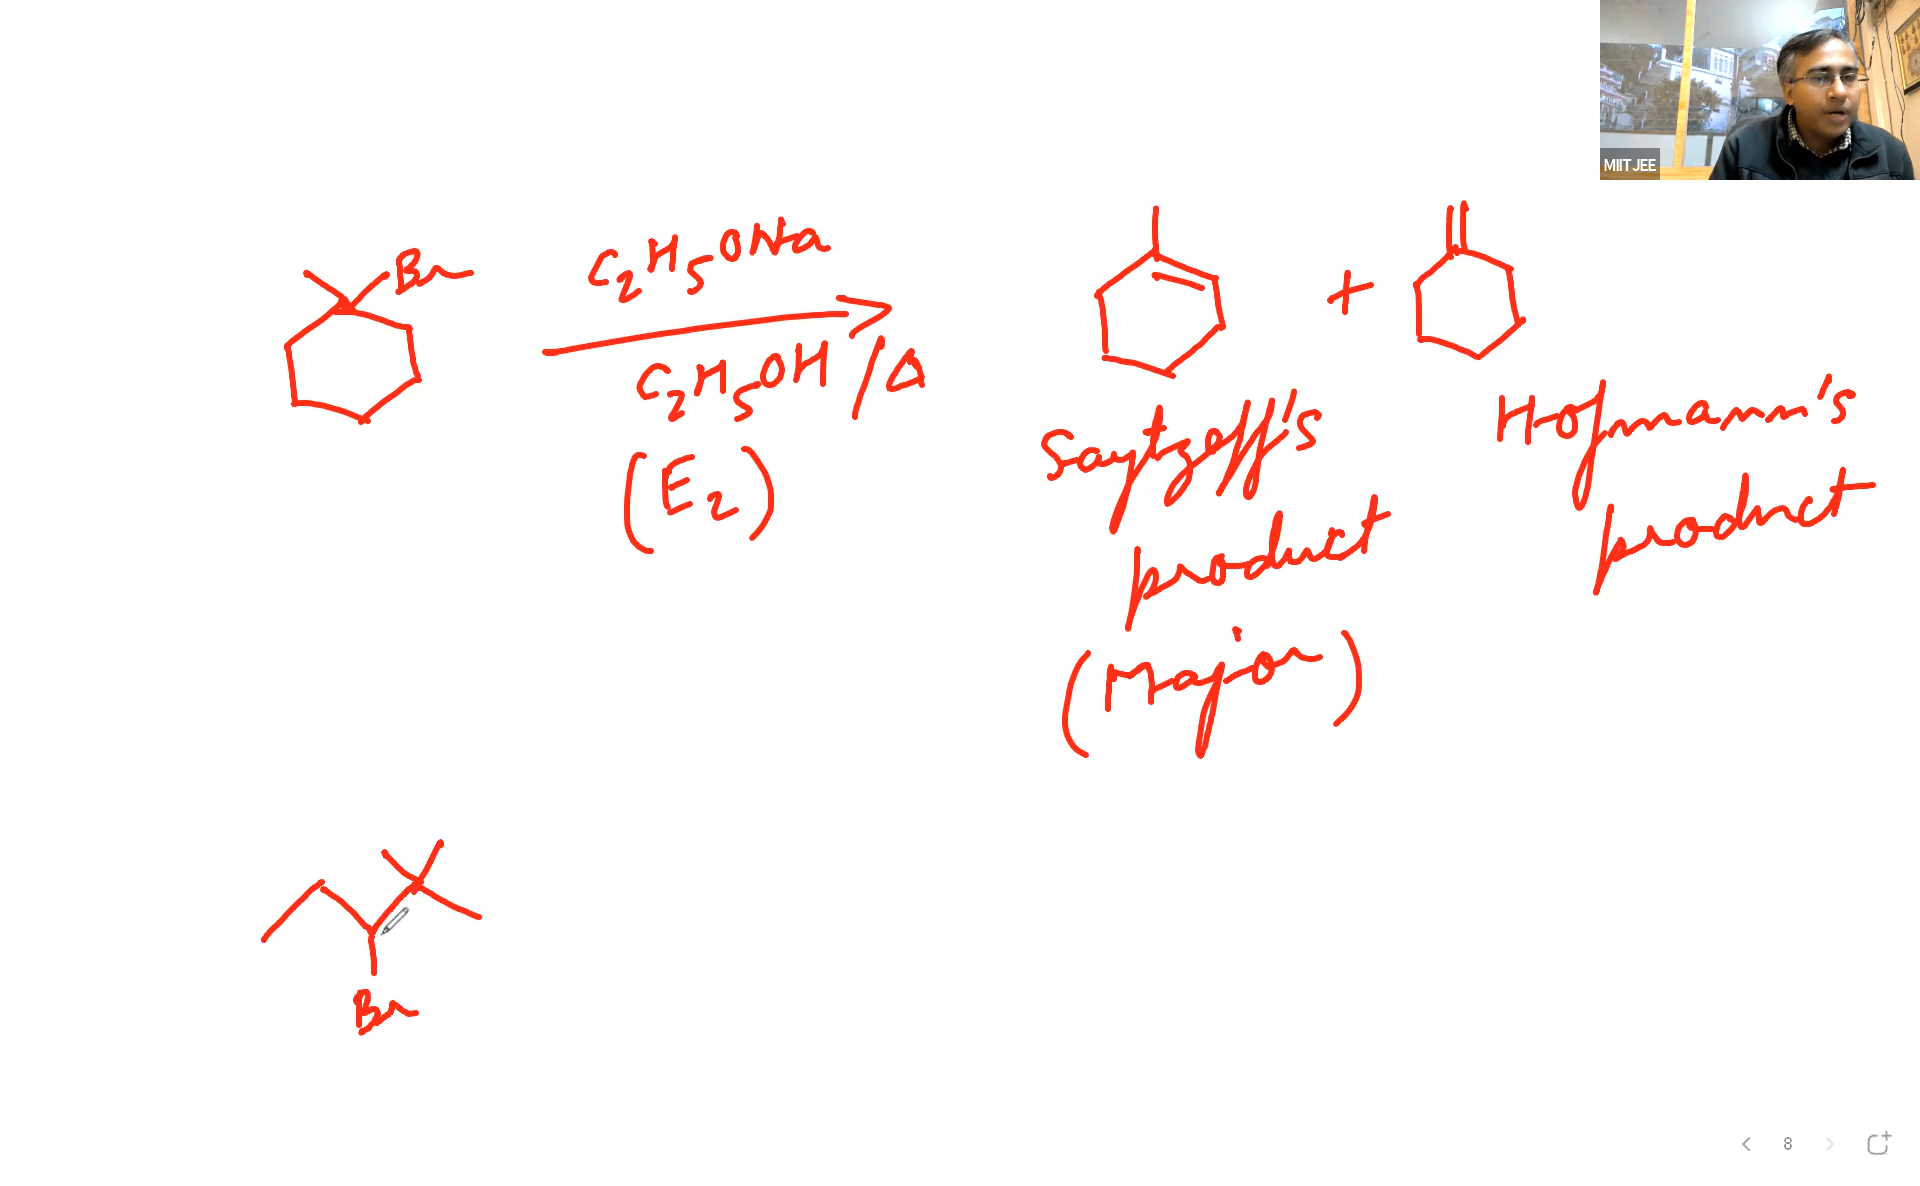 MIIT JEE
Br
C₂H₅ONa
C₂H₅OH /Δ
(E₂)
+
Saytzeff's
product
(Major)
Hofmann's
product
Br
8